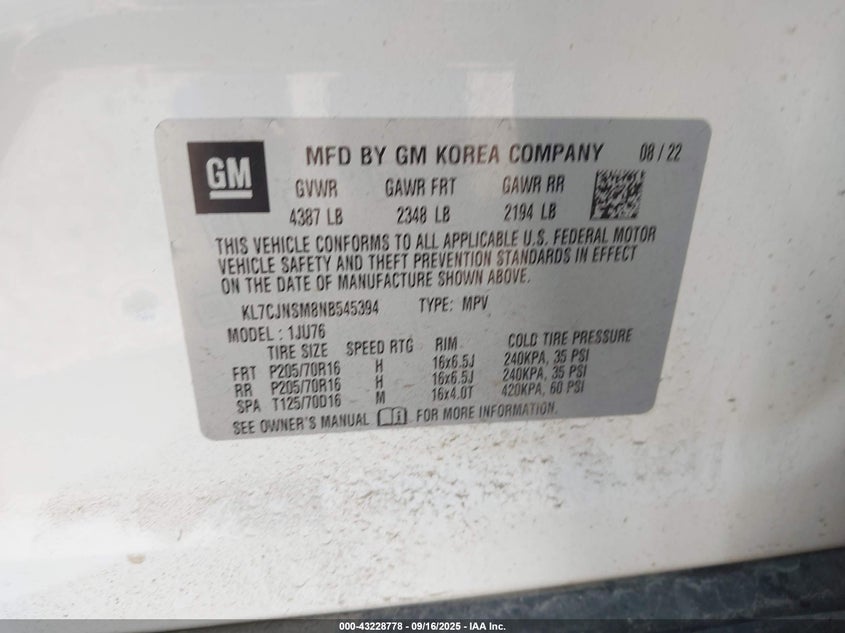 GM
MFD BY GM KOREA COMPANY 08/22
GVWR GAWR FRT GAWR RR
4387 LB 2348 LB 2194 LB
THIS VEHICLE CONFORMS TO ALL APPLICABLE U.S. FEDERAL MOTOR
VEHICLE SAFETY AND THEFT PREVENTION STANDARDS IN EFFECT
ON THE DATE OF MANUFACTURE SHOWN ABOVE.
KL7CJNSM8NB545394 TYPE: MPV
MODEL: 1JU76
TIRE SIZE SPEED RTG RIM COLD TIRE PRESSURE
FRT P205/70R16 H 16x6.5J 240KPA, 35 PSI
RR P205/70R16 H 16x6.5J 240KPA, 35 PSI
SPA T125/70D16 M 16x4.0T 420KPA, 60 PSI
SEE OWNER'S MANUAL FOR MORE INFORMATION.
000-43228778 - 09/16/2025 - IAA Inc.